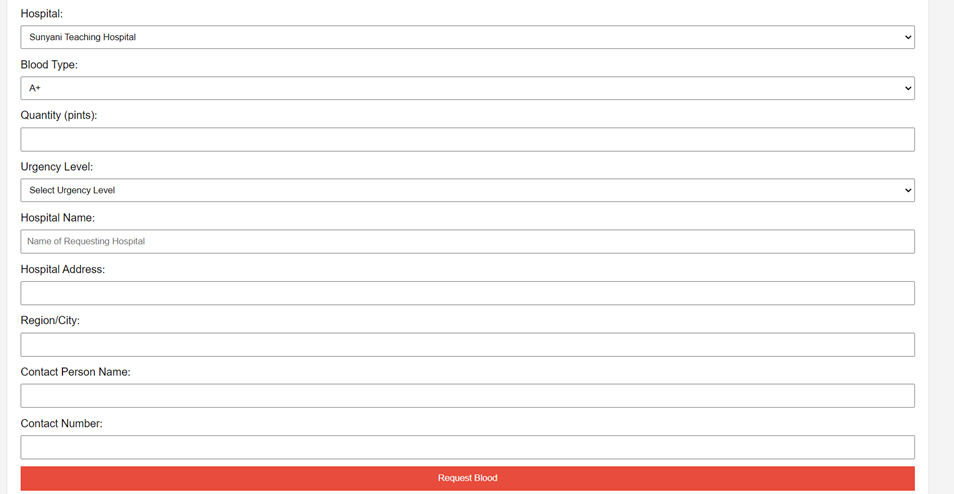 Hospital:
Sunyani Teaching Hospital
Blood Type:
A+
Quantity (pints):
Urgency Level:
Select Urgency Level
Hospital Name:
Name of Requesting Hospital
Hospital Address:
Region/City:
Contact Person Name:
Contact Number:
Request Blood